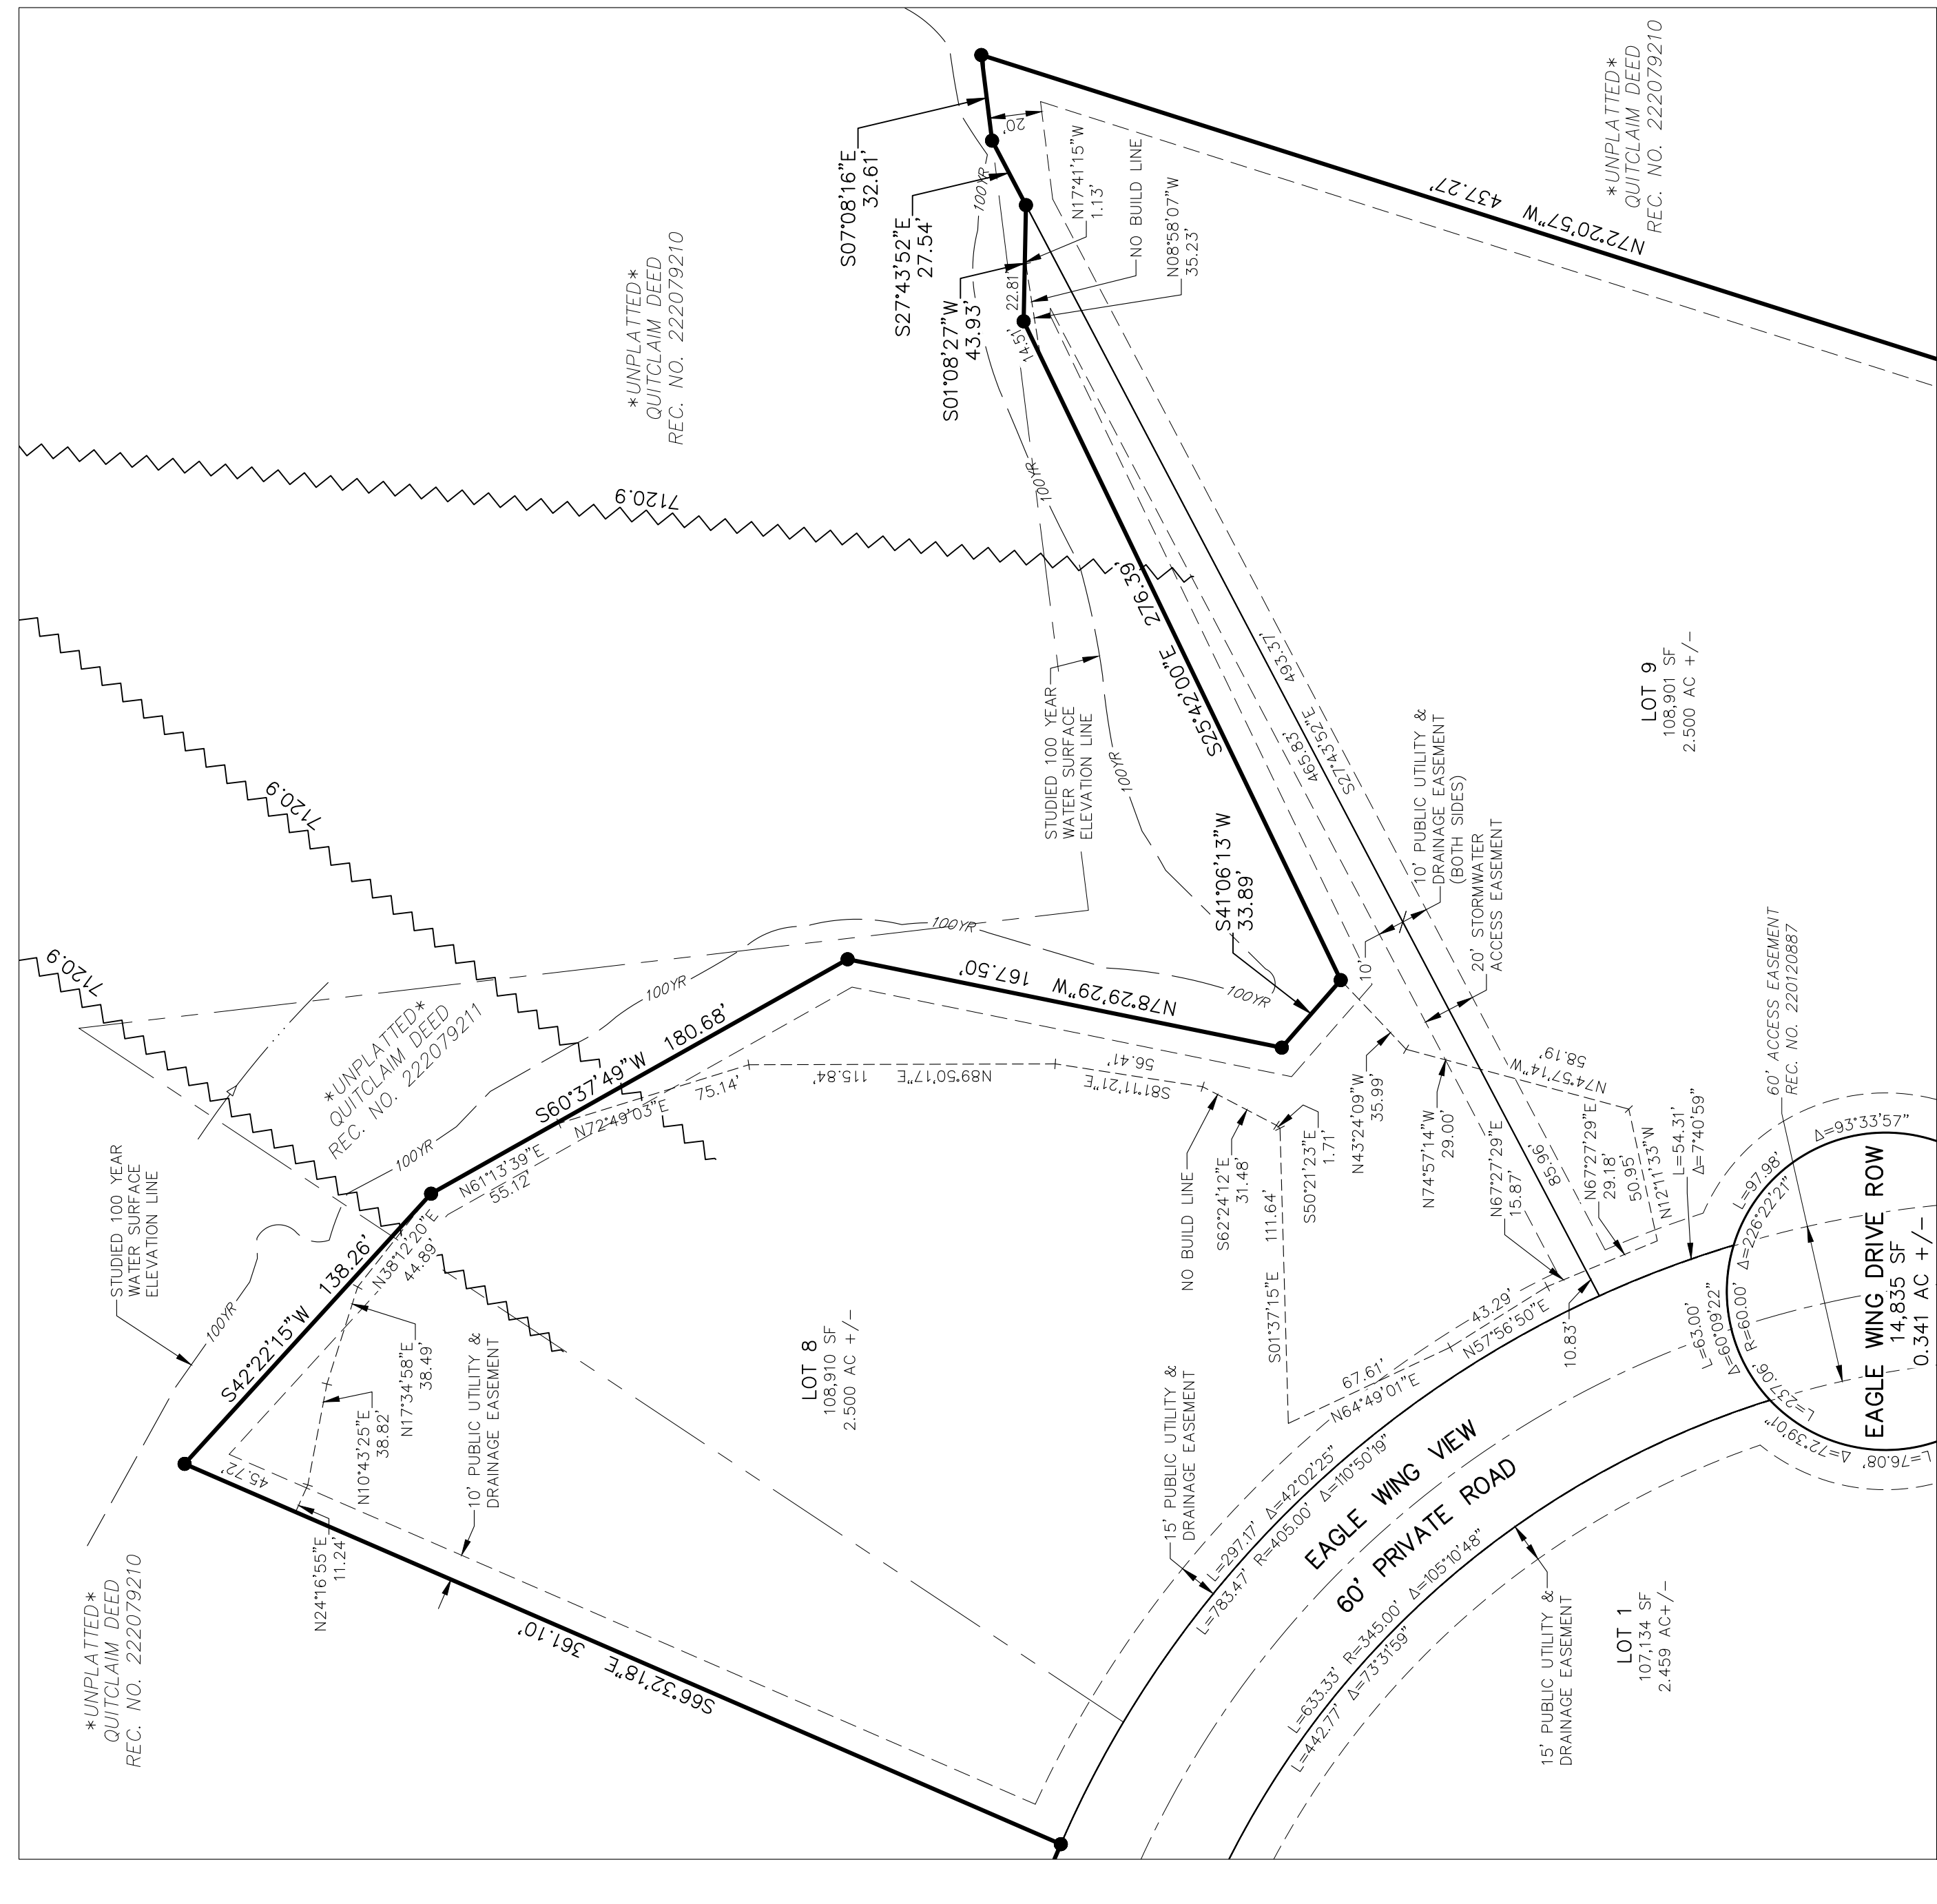 *UNPLATTED*
QUITCLAIM DEED
REC. NO. 222079210
S07°08'16"E
32.61'
20'
S27°43'52"E
27.54'
100YR
N17°41'15"W
1.13'
NO BUILD LINE
N08°58'07"W
35.23'
S01°08'27"W
43.93'
22.81'
14.51'
N72°20'57"W 437.27'
*UNPLATTED*
QUITCLAIM DEED
REC. NO. 222079210
7120.9
100YR
276.39'
S25°42'00"E
STUDIED 100 YEAR
WATER SURFACE
ELEVATION LINE
100YR
493.37'
S27°43'52"E
465.83'
LOT 9
108,901 SF
2.500 AC +/-
7120.9
7120.9
S41°06'13"W
33.89'
10' PUBLIC UTILITY &
DRAINAGE EASEMENT
(BOTH SIDES)
20' STORMWATER
ACCESS EASEMENT
10'
100YR
100YR
100YR
N78°29'29"W 167.50'
*UNPLATTED*
QUITCLAIM DEED
REC. NO. 222079211
S60°37'49"W 180.68'
100YR
N72°49'03"E 75.14'
N89°50'17"E 115.84'
S81°11'21"E
56.41'
N61°13'39"E
55.12'
NO BUILD LINE
S62°24'12"E
31.48'
S50°21'23"E
1.71'
N43°24'09"W
35.99'
N74°57'14"W
29.00'
N74°57'14"W
58.19'
N67°27'29"E
15.87'
85.96'
N67°27'29"E
29.18'
50.95'
N12°11'33"W
L=54.31'
Δ=7°40'59"
60' ACCESS EASEMENT
REC. NO. 220120887
Δ=93°33'57"
L=97.98'
STUDIED 100 YEAR
WATER SURFACE
ELEVATION LINE
100YR
S42°22'15"W 138.26'
N38°12'20"E
44.89'
N17°34'58"E
38.49'
N10°43'25"E
38.82'
45.72'
N24°16'55"E
11.24'
10' PUBLIC UTILITY &
DRAINAGE EASEMENT
LOT 8
108,910 SF
2.500 AC +/-
S01°37'15"E 111.64'
43.29'
N57°56'50"E
67.61'
N64°49'01"E
10.83'
L=63.00'
Δ=60°09'22"
L=237.06' R=60.00' Δ=226°22'21"
Δ=72°39'01"
L=76.08'
EAGLE WING DRIVE ROW
14,835 SF
0.341 AC +/-
15' PUBLIC UTILITY &
DRAINAGE EASEMENT
L=297.17' Δ=42°02'25"
L=783.47' R=405.00' Δ=110°50'19"
EAGLE WING VIEW
60' PRIVATE ROAD
L=633.33' R=345.00' Δ=105°10'48"
L=442.77' Δ=73°31'59"
15' PUBLIC UTILITY &
DRAINAGE EASEMENT
LOT 1
107,134 SF
2.459 AC+/-
*UNPLATTED*
QUITCLAIM DEED
REC. NO. 222079210
S66°32'18"E 361.10'